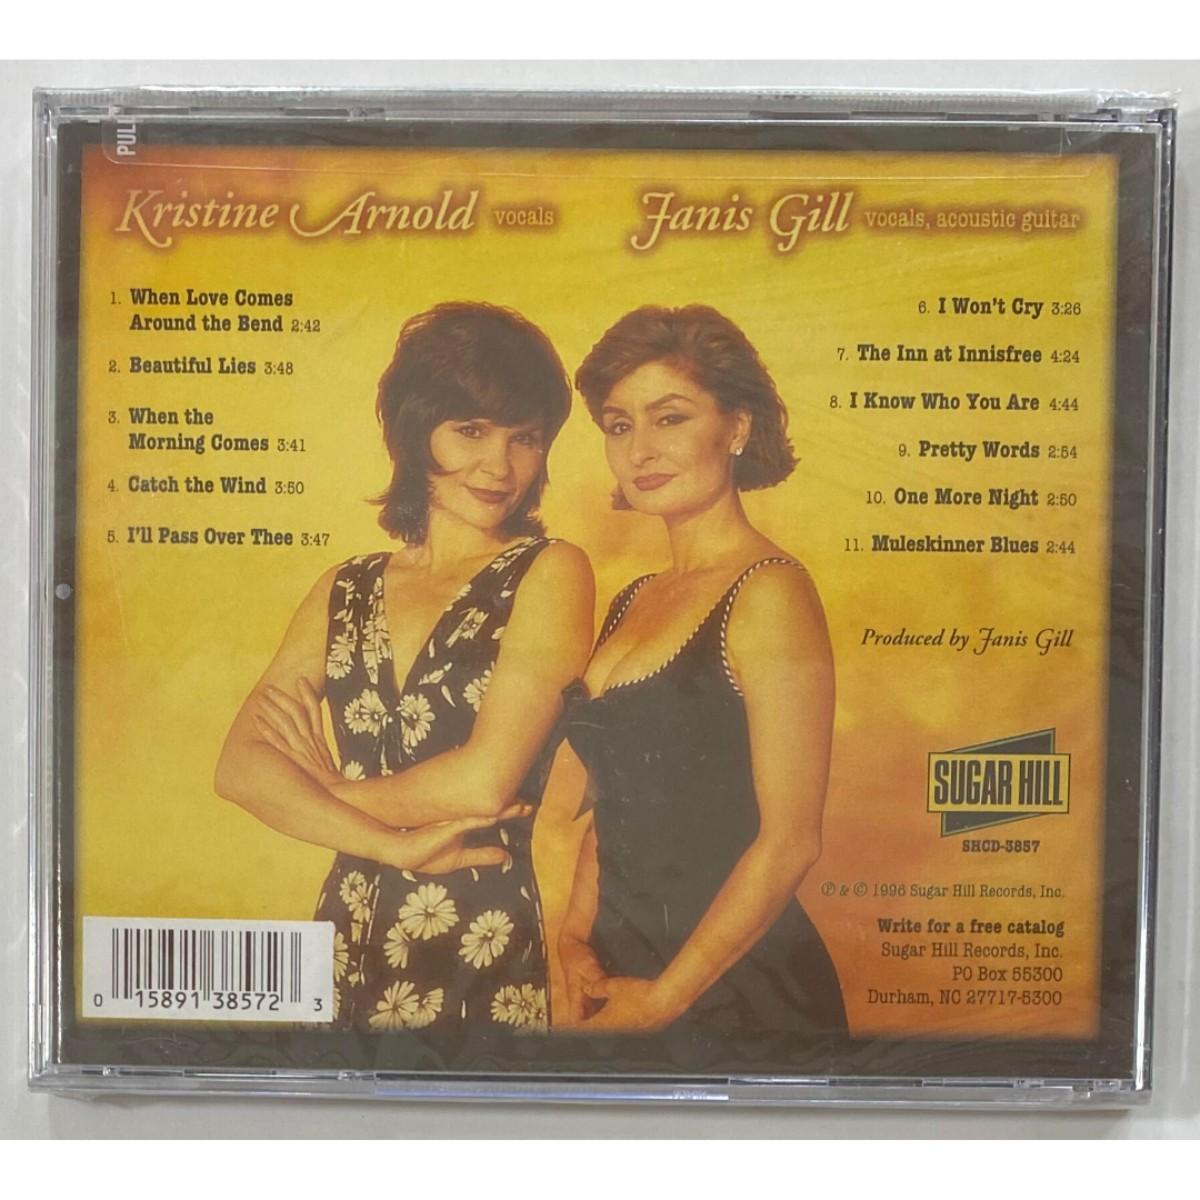 PULL
Kristine Arnold vocals
Janis Gill vocals, acoustic guitar
1. When Love Comes
Around the Bend 2:42
2. Beautiful Lies 3:48
3. When the
Morning Comes 3:41
4. Catch the Wind 3:50
5. I'll Pass Over Thee 3:47
6. I Won't Cry 3:26
7. The Inn at Innisfree 4:24
8. I Know Who You Are 4:44
9. Pretty Words 2:54
10. One More Night 2:50
11. Muleskinner Blues 2:44
Produced by Janis Gill
SUGAR HILL
SHCD-3857
℗ & © 1996 Sugar Hill Records, Inc.
Write for a free catalog
Sugar Hill Records, Inc.
PO Box 55300
Durham, NC 27717-5300
0 15891 38572 3